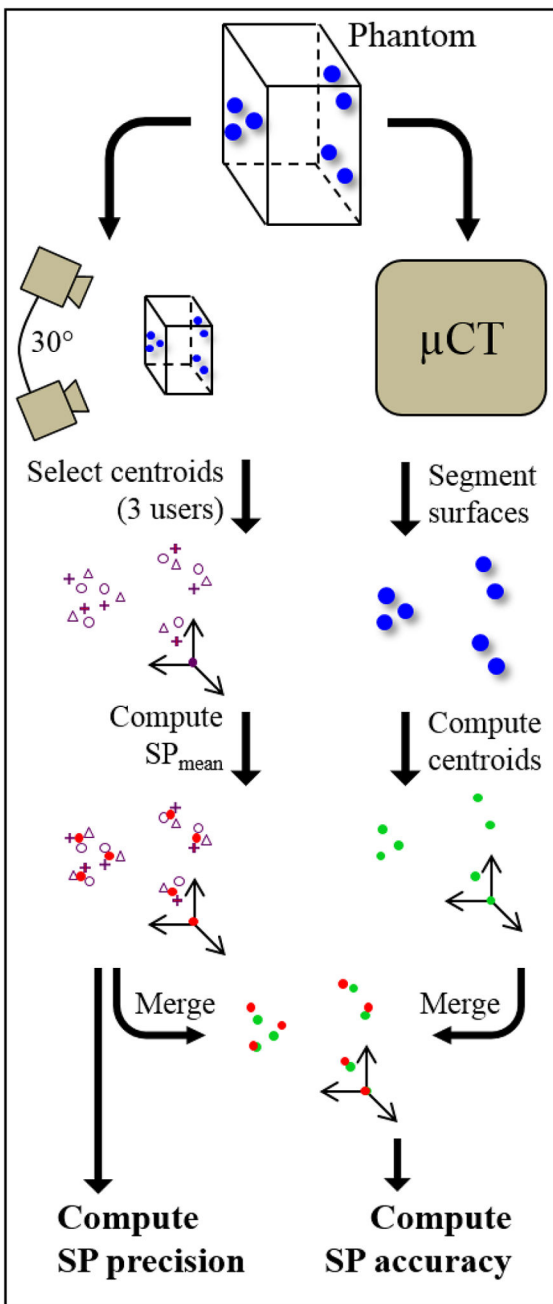 Phantom
30°
μCT
Select centroids
(3 users)
Segment
surfaces
Compute
SPmean
Compute
centroids
Merge
Merge
Compute
SP precision
Compute
SP accuracy